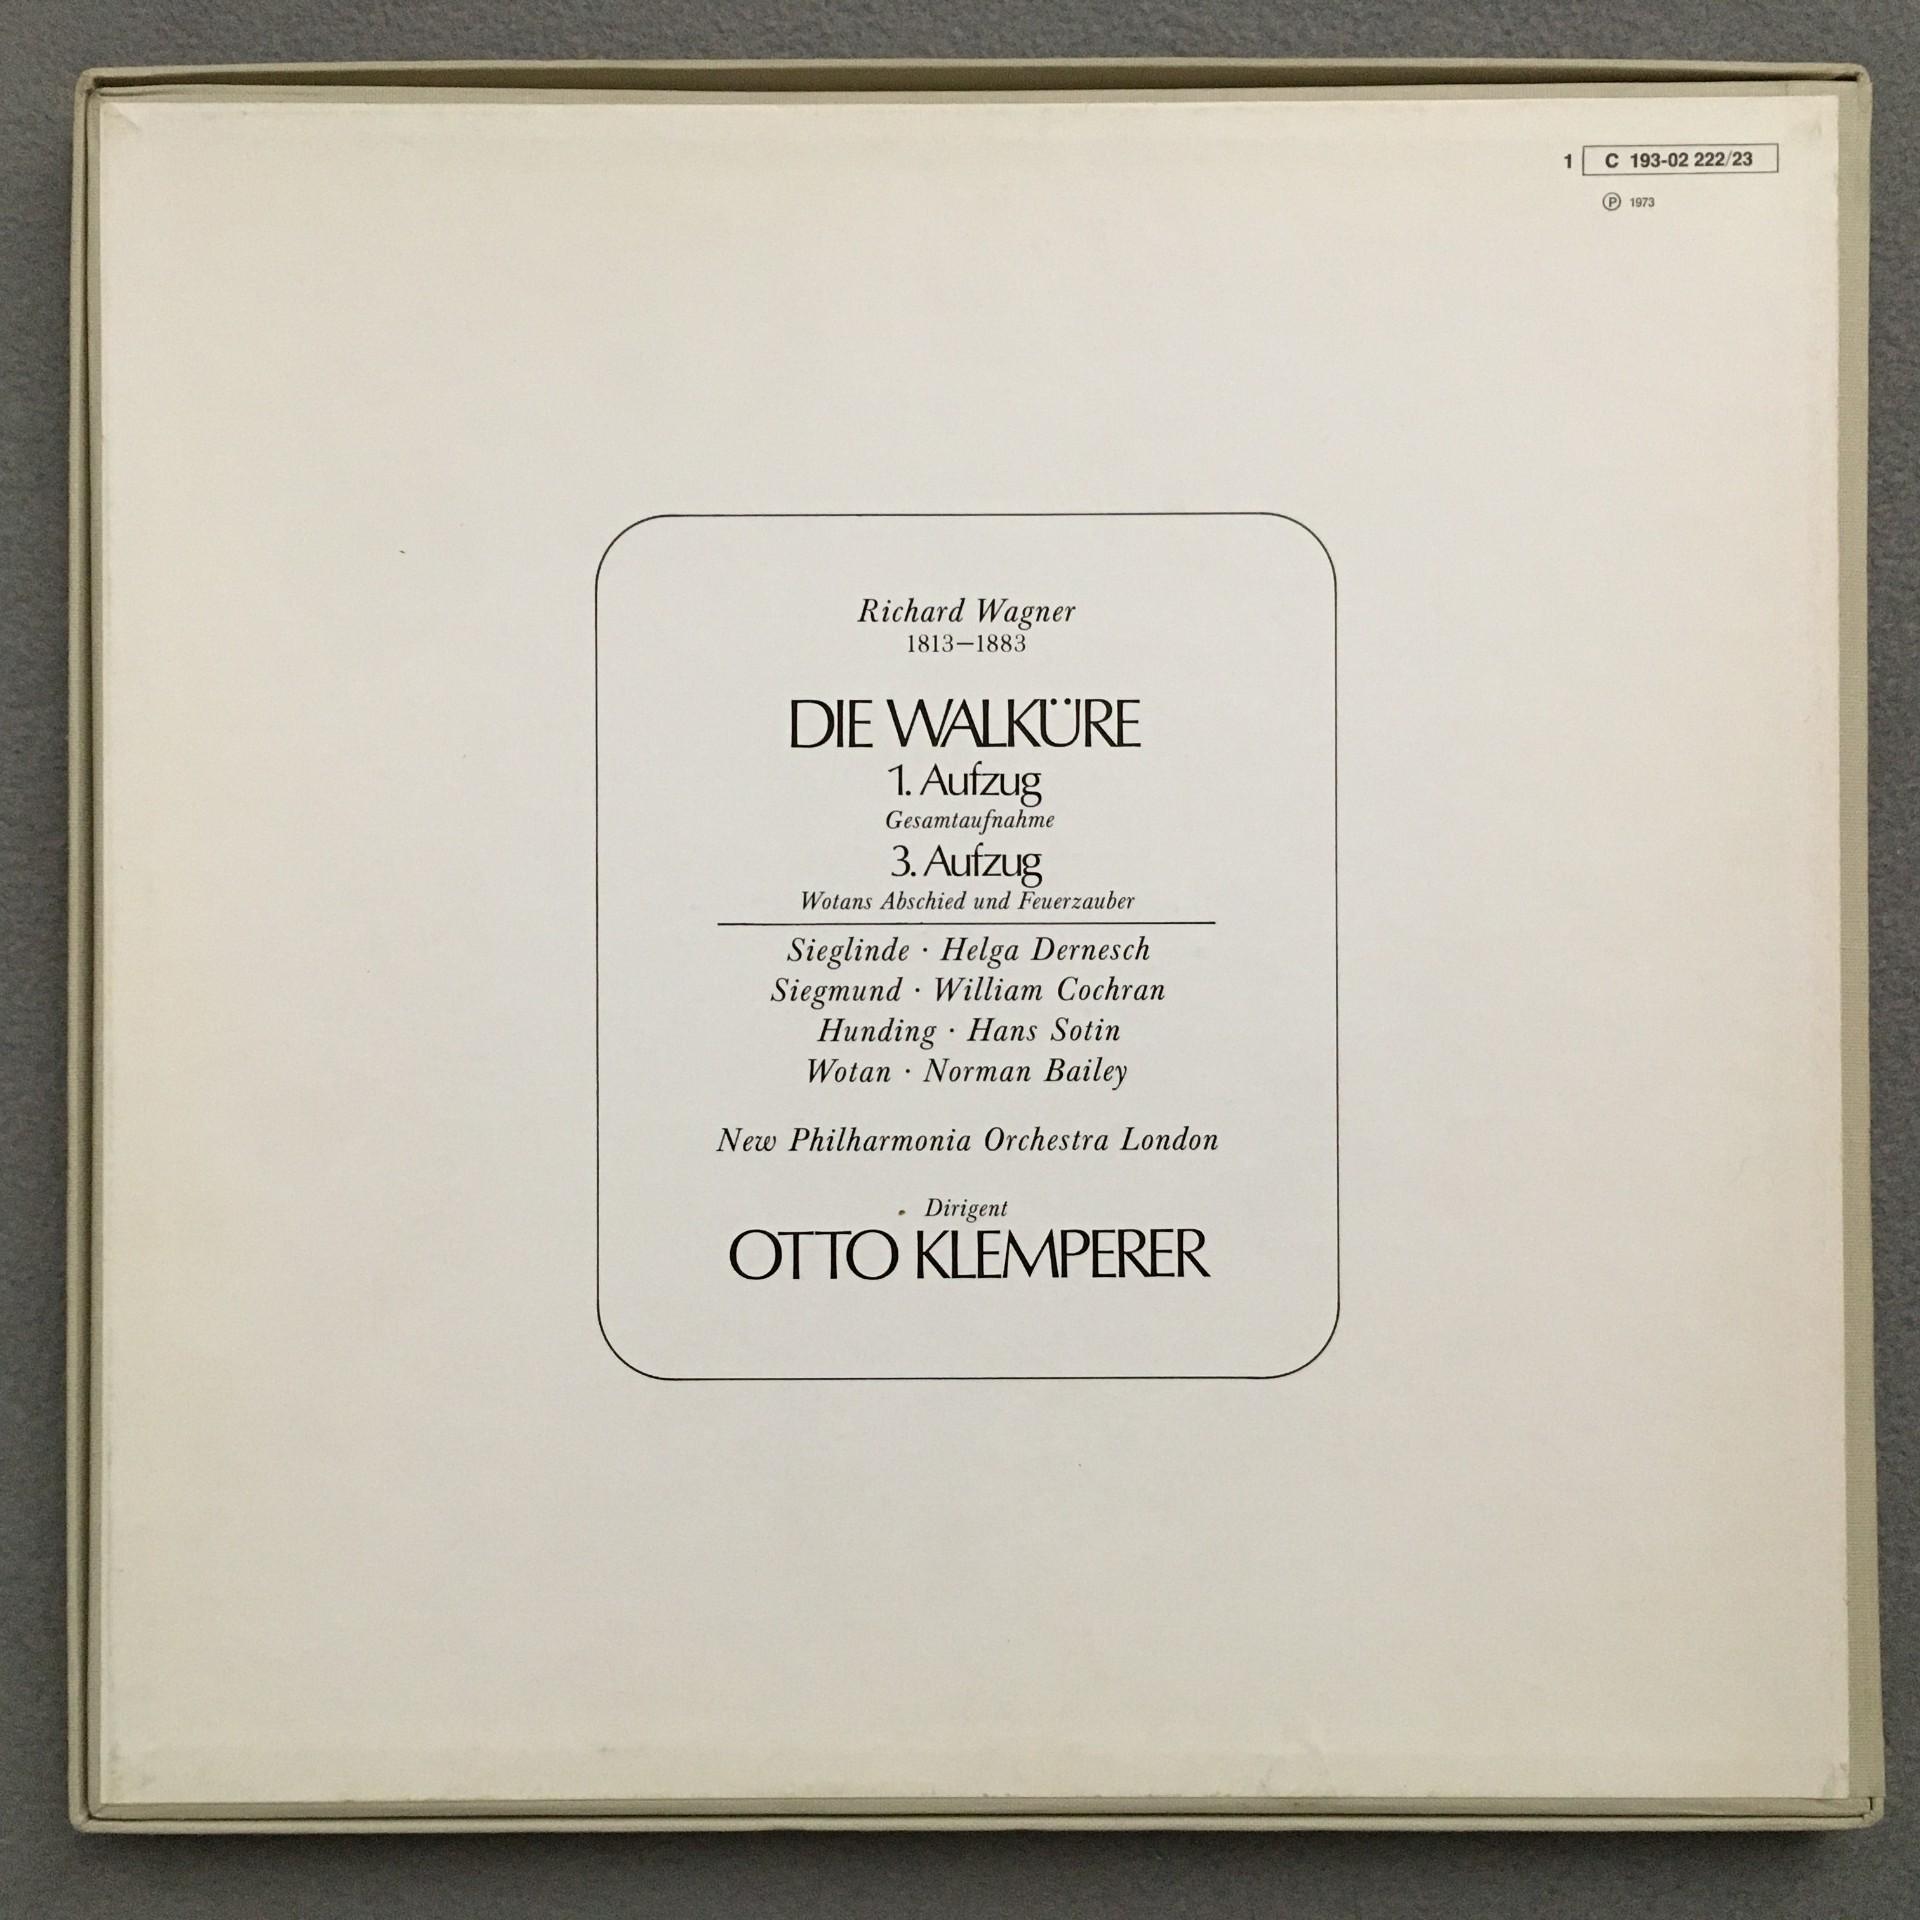 1 C 193-02 222/23
Ⓟ 1973
Richard Wagner
1813—1883
DIE WALKÜRE
1. Aufzug
Gesamtaufnahme
3. Aufzug
Wotans Abschied und Feuerzauber
Sieglinde · Helga Dernesch
Siegmund · William Cochran
Hunding · Hans Sotin
Wotan · Norman Bailey
New Philharmonia Orchestra London
Dirigent
OTTO KLEMPERER